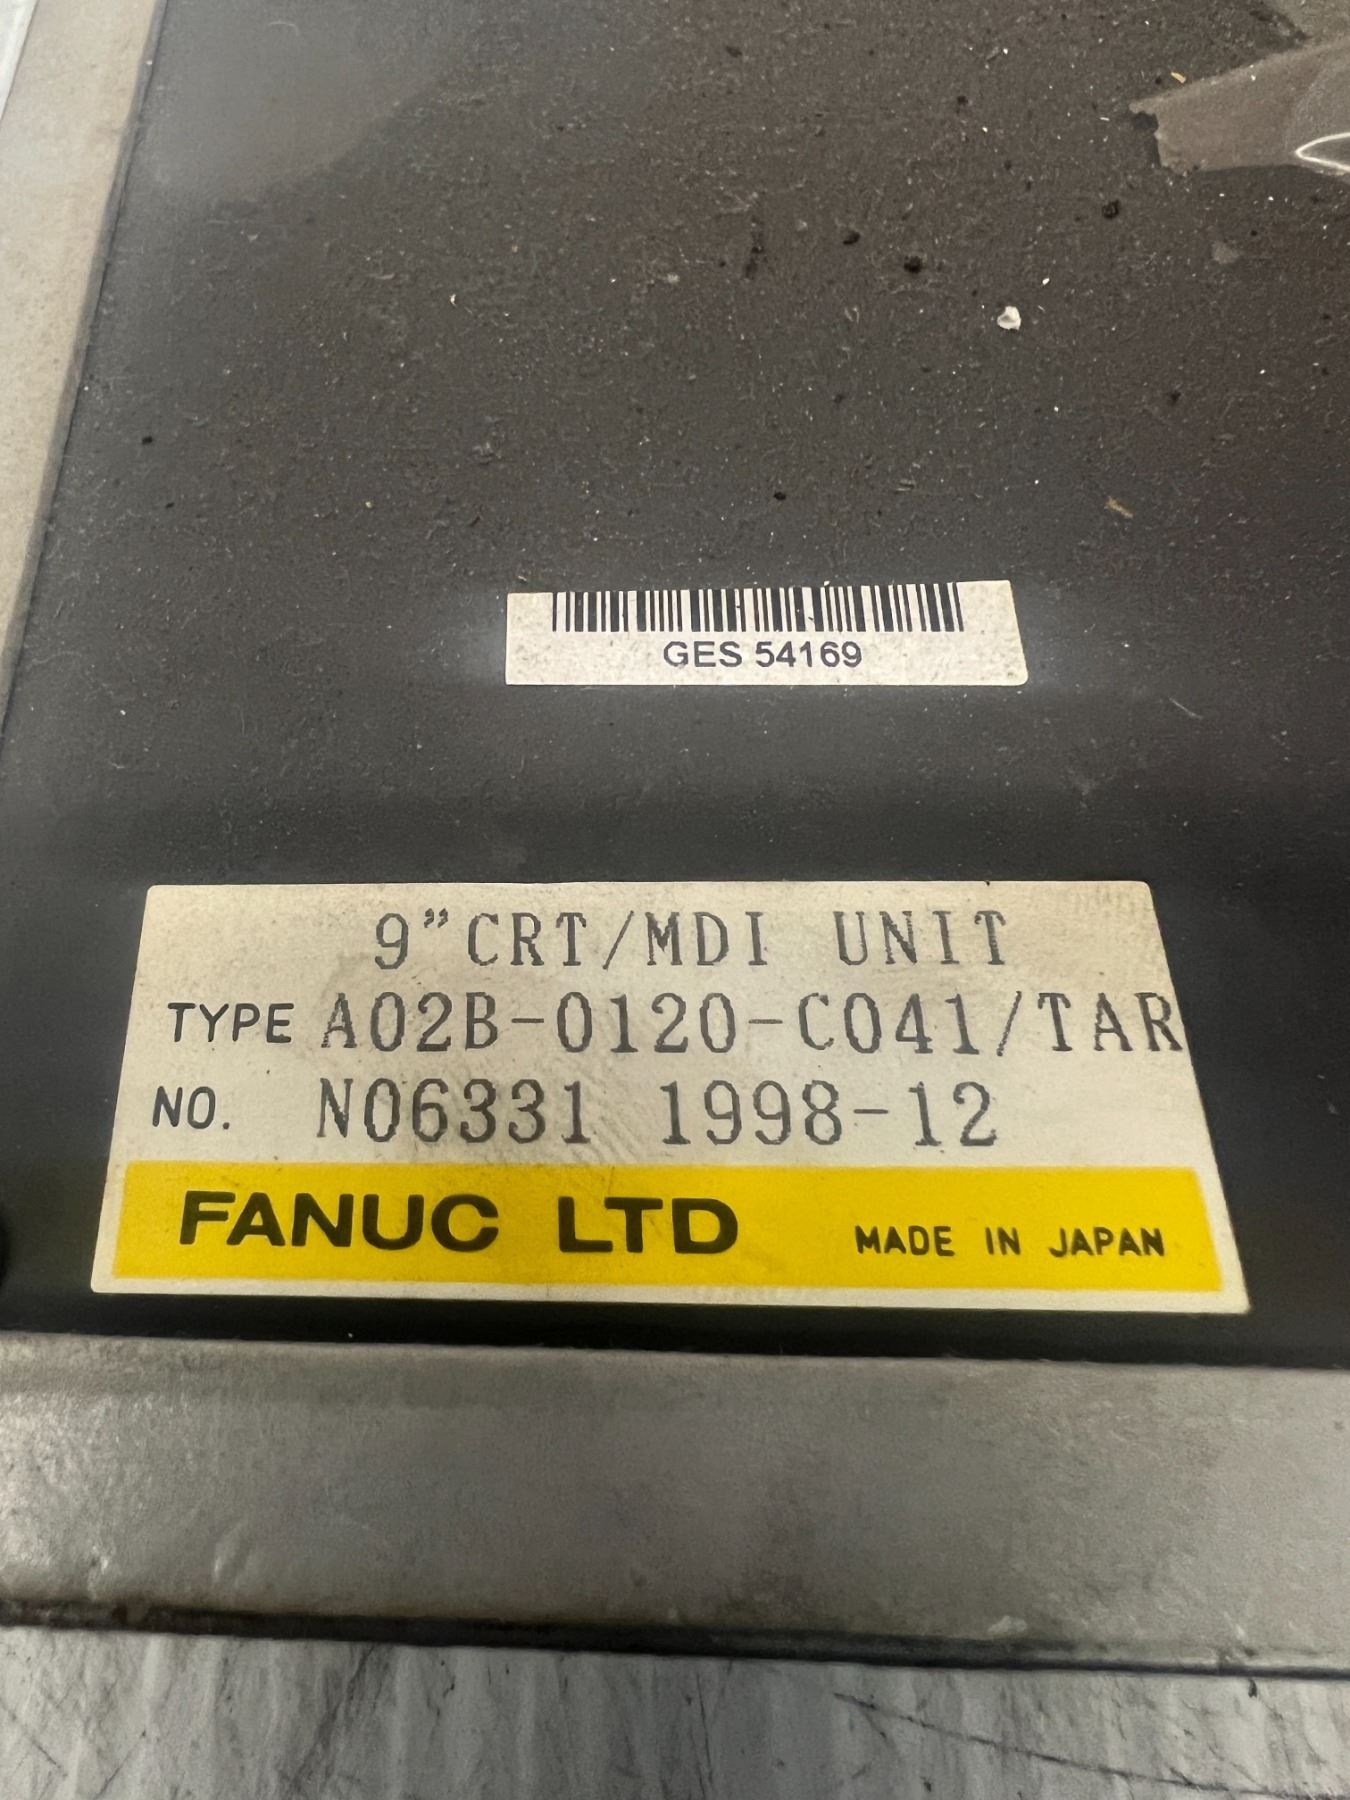 GES 54169
9"CRT/MDI UNIT
TYPE A02B-0120-C041/TAR
NO. N06331 1998-12
FANUC LTD MADE IN JAPAN